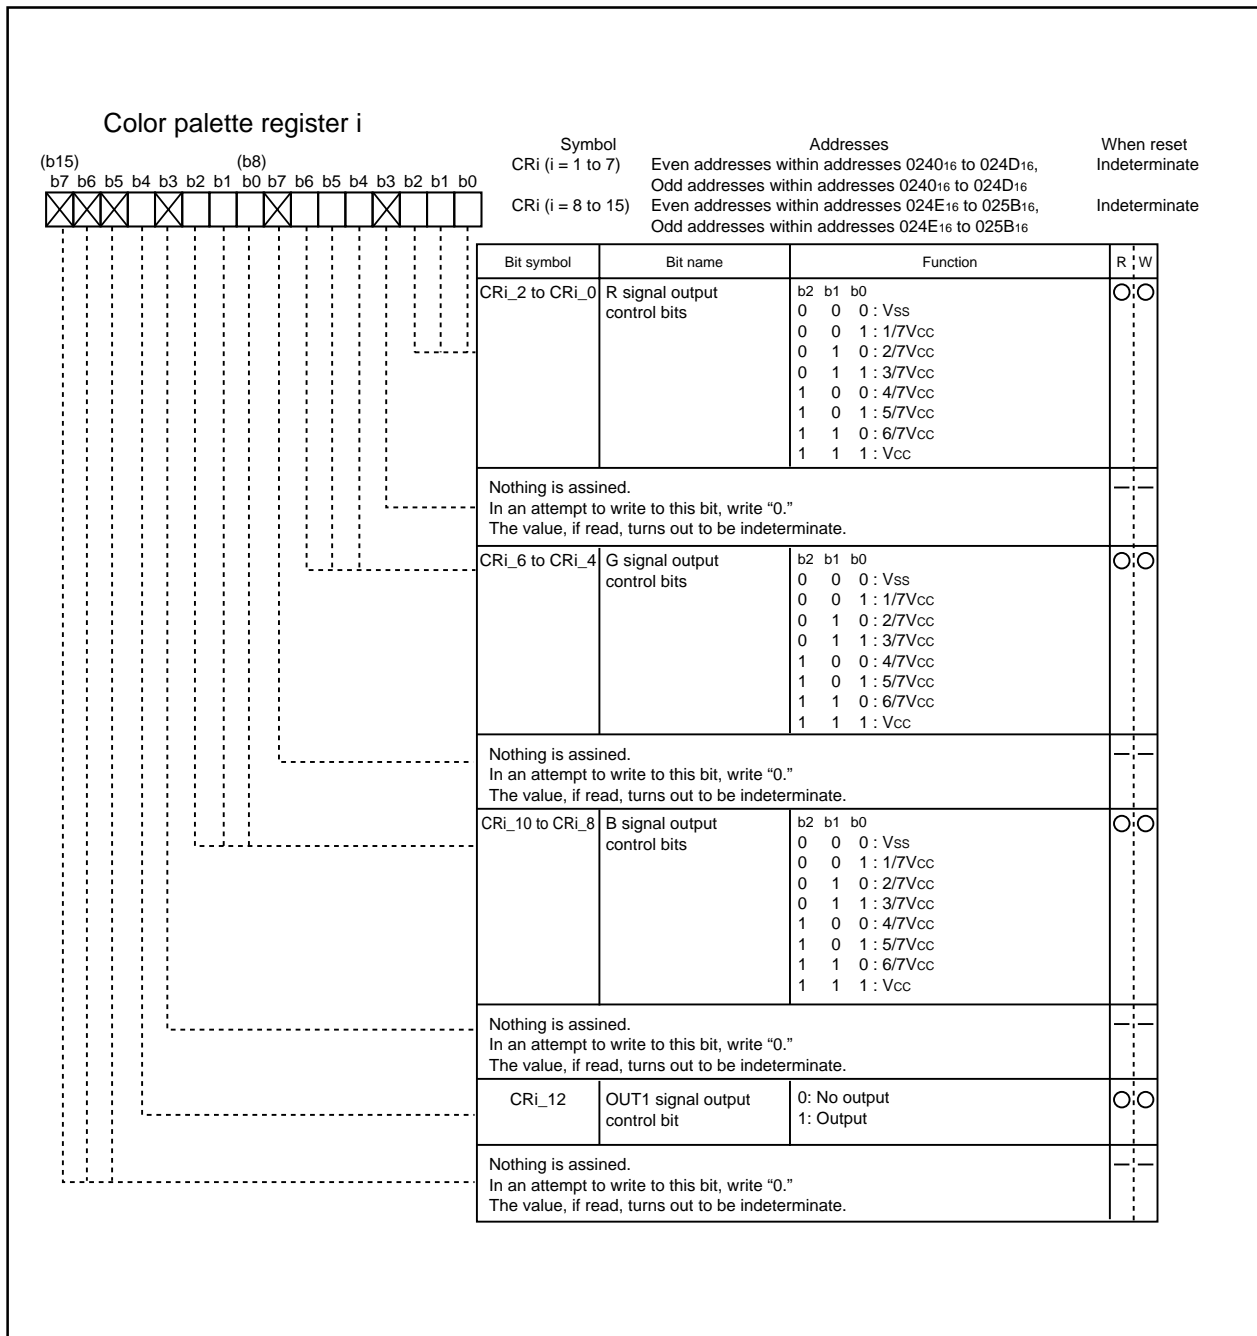 Color palette register i
Symbol Addresses When reset
CRi (i = 1 to 7) Even addresses within addresses 024016 to 024D16, Indeterminate
Odd addresses within addresses 024016 to 024D16
CRi (i = 8 to 15) Even addresses within addresses 024E16 to 025B16, Indeterminate
Odd addresses within addresses 024E16 to 025B16
(b15) (b8)
b7 b6 b5 b4 b3 b2 b1 b0 b7 b6 b5 b4 b3 b2 b1 b0
Bit symbol Bit name Function R W
CRi_2 to CRi_0 R signal output control bits b2 b1 b0
0 0 0 : Vss
0 0 1 : 1/7Vcc
0 1 0 : 2/7Vcc
0 1 1 : 3/7Vcc
1 0 0 : 4/7Vcc
1 0 1 : 5/7Vcc
1 1 0 : 6/7Vcc
1 1 1 : Vcc
Nothing is assined.
In an attempt to write to this bit, write “0.”
The value, if read, turns out to be indeterminate.
CRi_6 to CRi_4 G signal output control bits b2 b1 b0
0 0 0 : Vss
0 0 1 : 1/7Vcc
0 1 0 : 2/7Vcc
0 1 1 : 3/7Vcc
1 0 0 : 4/7Vcc
1 0 1 : 5/7Vcc
1 1 0 : 6/7Vcc
1 1 1 : Vcc
Nothing is assined.
In an attempt to write to this bit, write “0.”
The value, if read, turns out to be indeterminate.
CRi_10 to CRi_8 B signal output control bits b2 b1 b0
0 0 0 : Vss
0 0 1 : 1/7Vcc
0 1 0 : 2/7Vcc
0 1 1 : 3/7Vcc
1 0 0 : 4/7Vcc
1 0 1 : 5/7Vcc
1 1 0 : 6/7Vcc
1 1 1 : Vcc
Nothing is assined.
In an attempt to write to this bit, write “0.”
The value, if read, turns out to be indeterminate.
CRi_12 OUT1 signal output control bit 0: No output
1: Output
Nothing is assined.
In an attempt to write to this bit, write “0.”
The value, if read, turns out to be indeterminate.